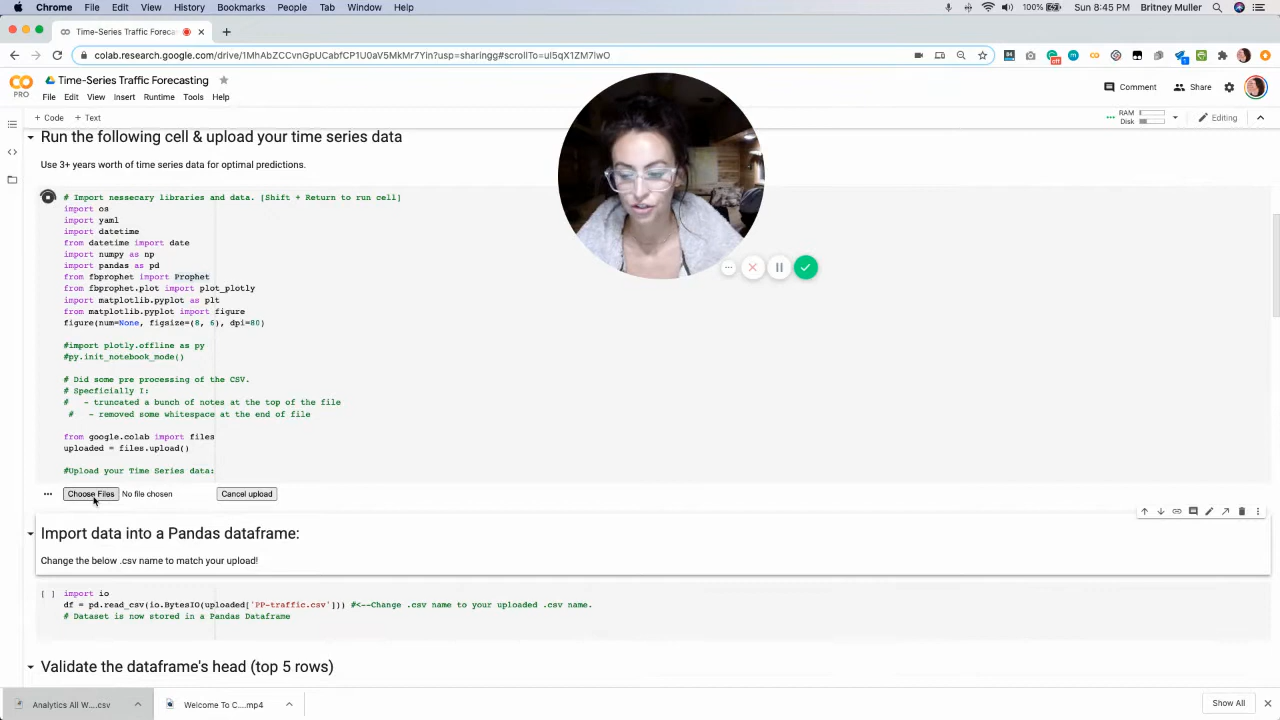 Chrome File Edit View History Bookmarks People Tab Window Help 100% Sun 8:45 PM Britney Muller
Time-Series Traffic Forecas
colab.research.google.com/drive/1MhAbZCCvnGpUCabfCP1U0aV5MkMr7YIn?usp=sharingg#scrollTo=ul5qX1ZM7lwO
Time-Series Traffic Forecasting
PRO File Edit View Insert Runtime Tools Help Comment Share
+ Code + Text RAM Disk Editing
Run the following cell & upload your time series data
Use 3+ years worth of time series data for optimal predictions.
# Import nessecary libraries and data. [Shift + Return to run cell]
import os
import yaml
import datetime
from datetime import date
import numpy as np
import pandas as pd
from fbprophet import Prophet
from fbprophet.plot import plot_plotly
import matplotlib.pyplot as plt
from matplotlib.pyplot import figure
figure(num=None, figsize=(8, 6), dpi=80)
#import plotly.offline as py
#py.init_notebook_mode()
# Did some pre processing of the CSV.
# Specficially I:
# - truncated a bunch of notes at the top of the file
# - removed some whitespace at the end of file
from google.colab import files
uploaded = files.upload()
#Upload your Time Series data:
Choose Files No file chosen Cancel upload
Import data into a Pandas dataframe:
Change the below .csv name to match your upload!
[ ] import io
df = pd.read_csv(io.BytesIO(uploaded['PP-traffic.csv'])) #<--Change .csv name to your uploaded .csv name.
# Dataset is now stored in a Pandas Dataframe
Validate the dataframe's head (top 5 rows)
Analytics All W....csv Welcome To C....mp4 Show All